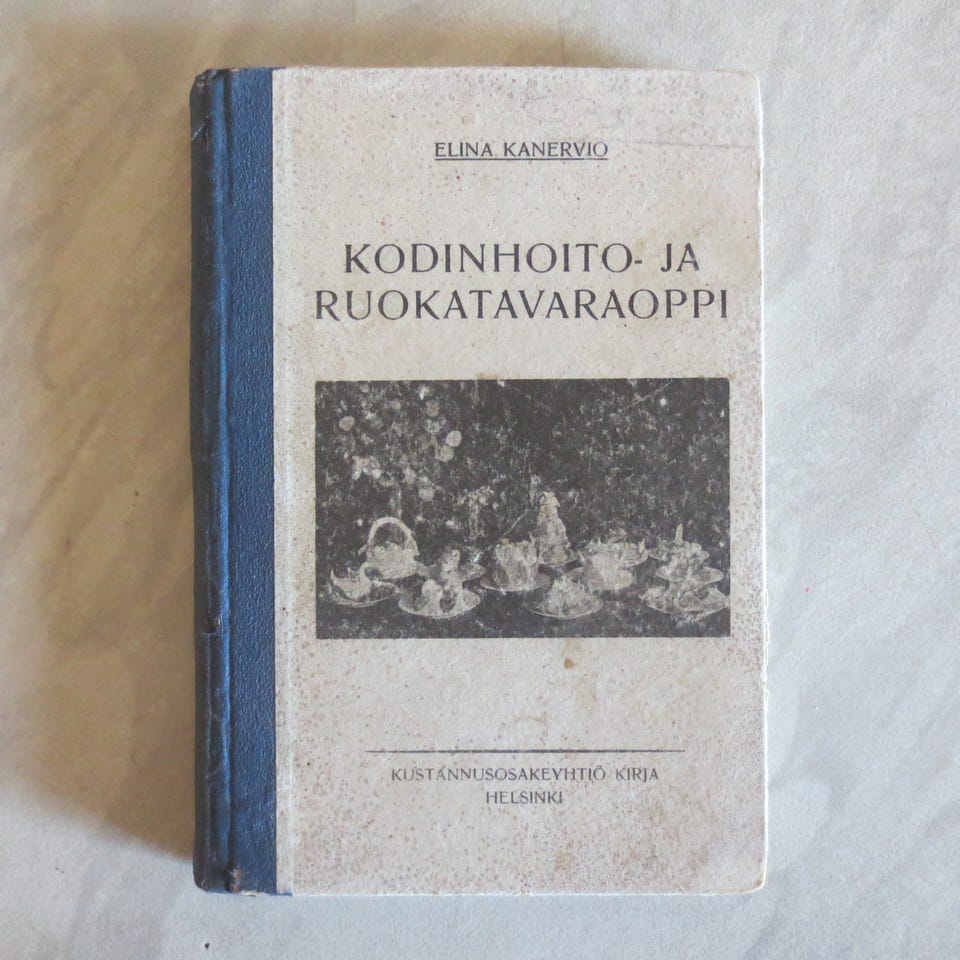 ELINA KANERVIO
KODINHOITO- JA
RUOKATAVARAOPPI
KUSTANNUSOSAKEYHTIÖ KIRJA
HELSINKI